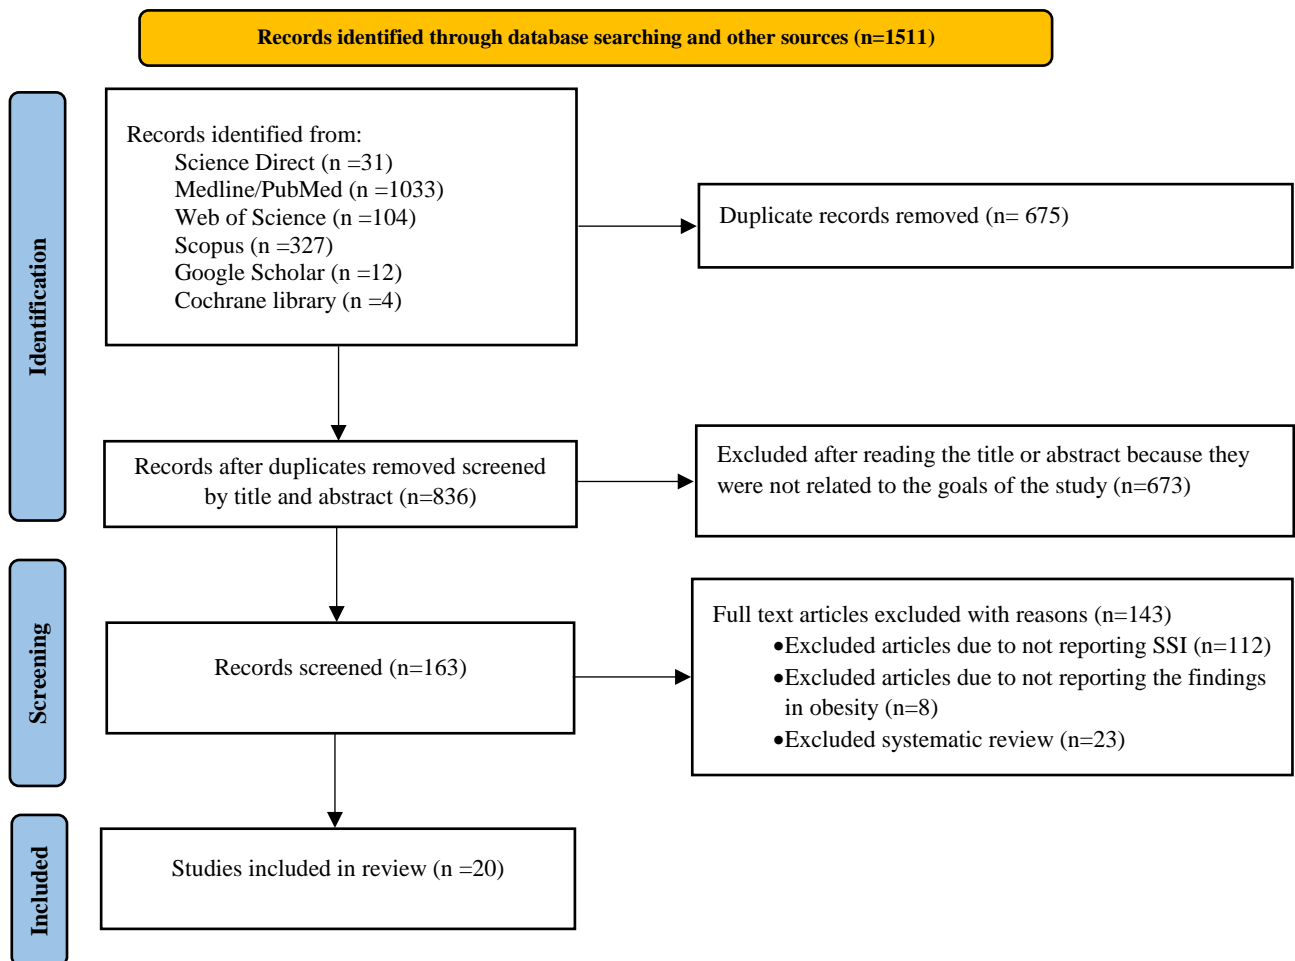 Records identified through database searching and other sources (n=1511)
Identification
Records identified from:
Science Direct (n =31)
Medline/PubMed (n =1033)
Web of Science (n =104)
Scopus (n =327)
Google Scholar (n =12)
Cochrane library (n =4)
Duplicate records removed (n= 675)
Records after duplicates removed screened
by title and abstract (n=836)
Excluded after reading the title or abstract because they
were not related to the goals of the study (n=673)
Screening
Records screened (n=163)
Full text articles excluded with reasons (n=143)
•Excluded articles due to not reporting SSI (n=112)
•Excluded articles due to not reporting the findings
in obesity (n=8)
•Excluded systematic review (n=23)
Included
Studies included in review (n =20)